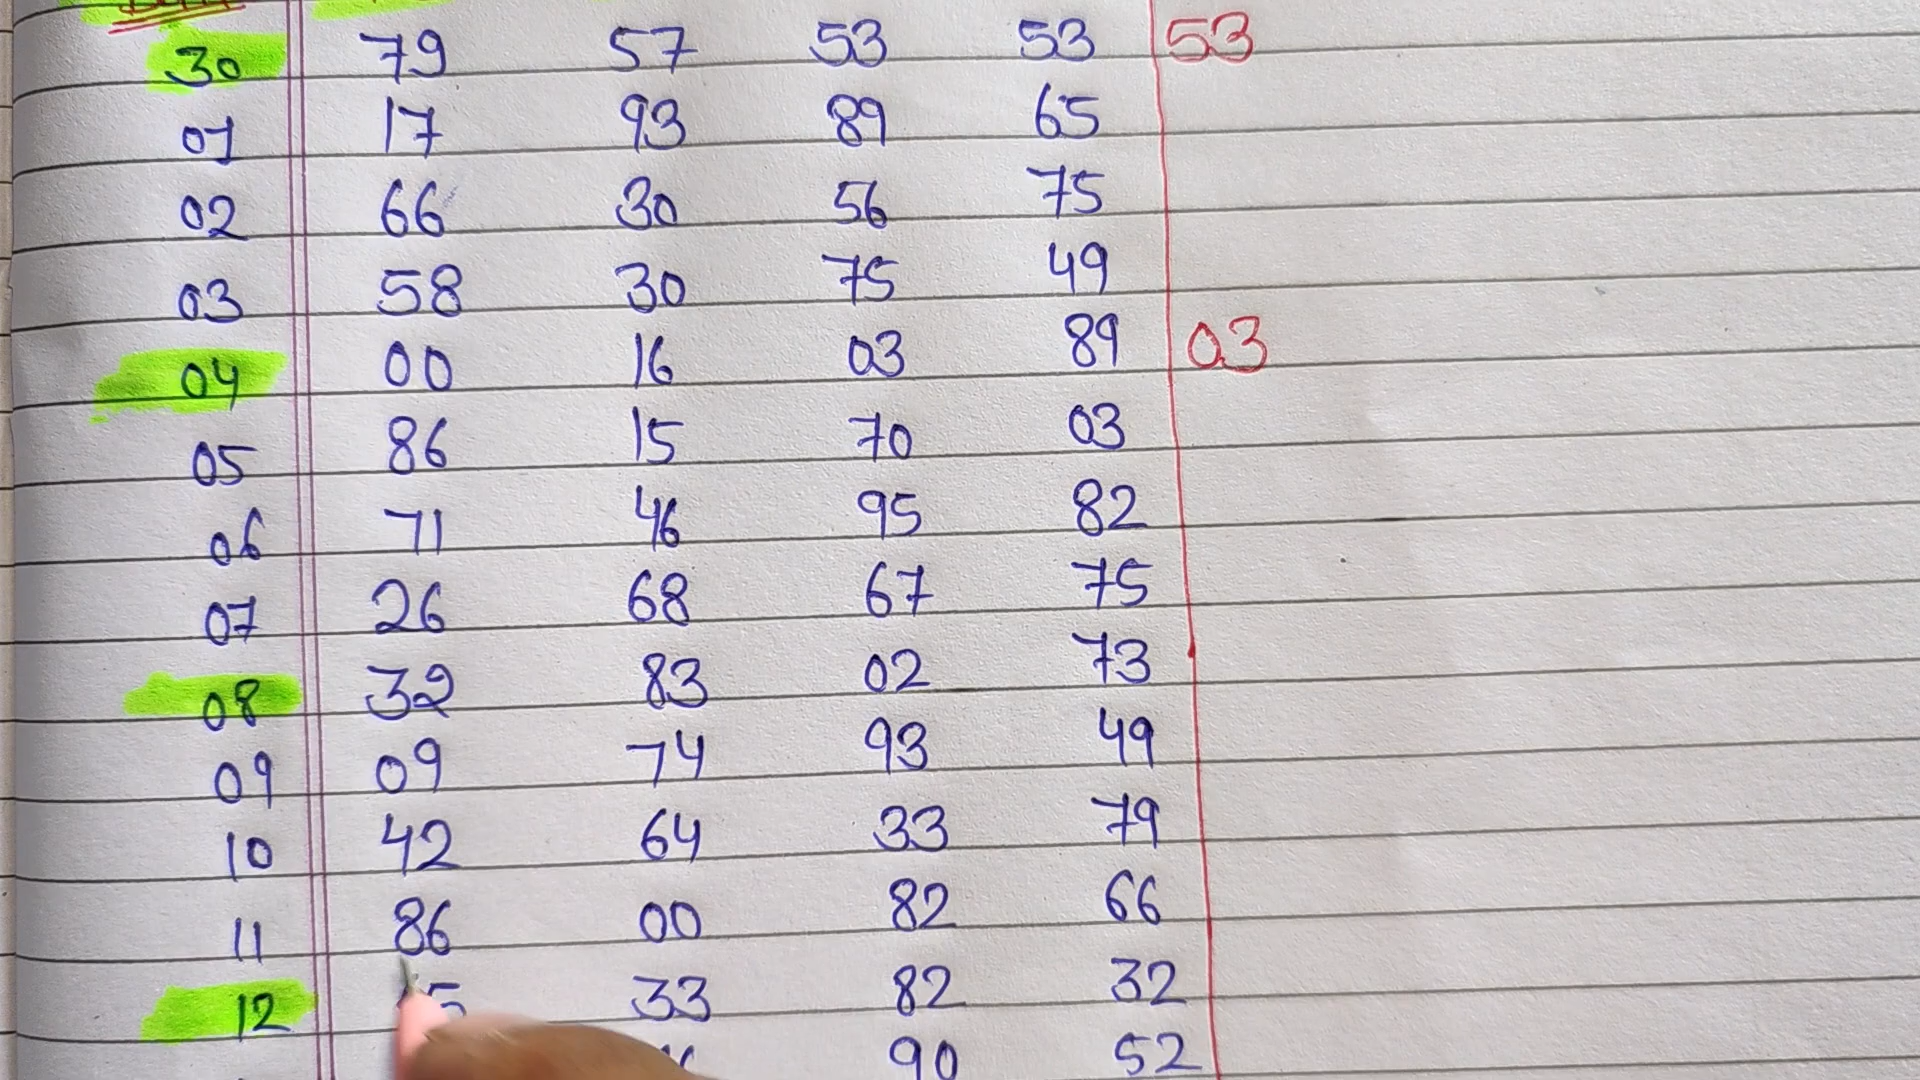 30 79 57 53 53 53
01 17 93 89 65
02 66 30 56 75
03 58 30 75 49
04 00 16 03 89 03
05 86 15 70 03
06 71 46 95 82
07 26 68 67 75
08 32 83 02 73
09 09 74 93 49
10 42 64 33 79
11 86 00 82 66
12 33 82 32
90 52